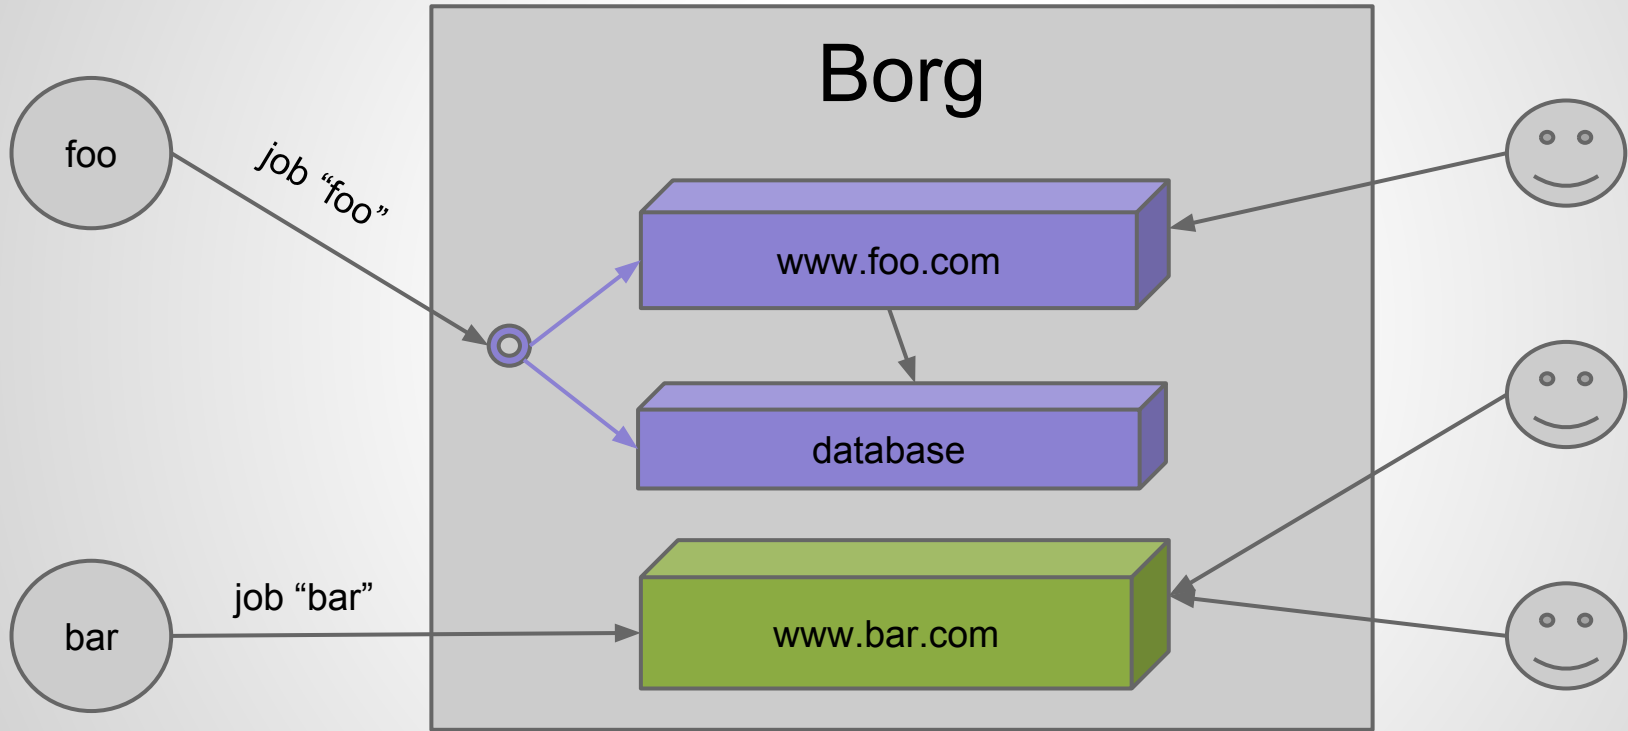 Borg
foo
job “foo”
www.foo.com
database
job “bar”
bar
www.bar.com